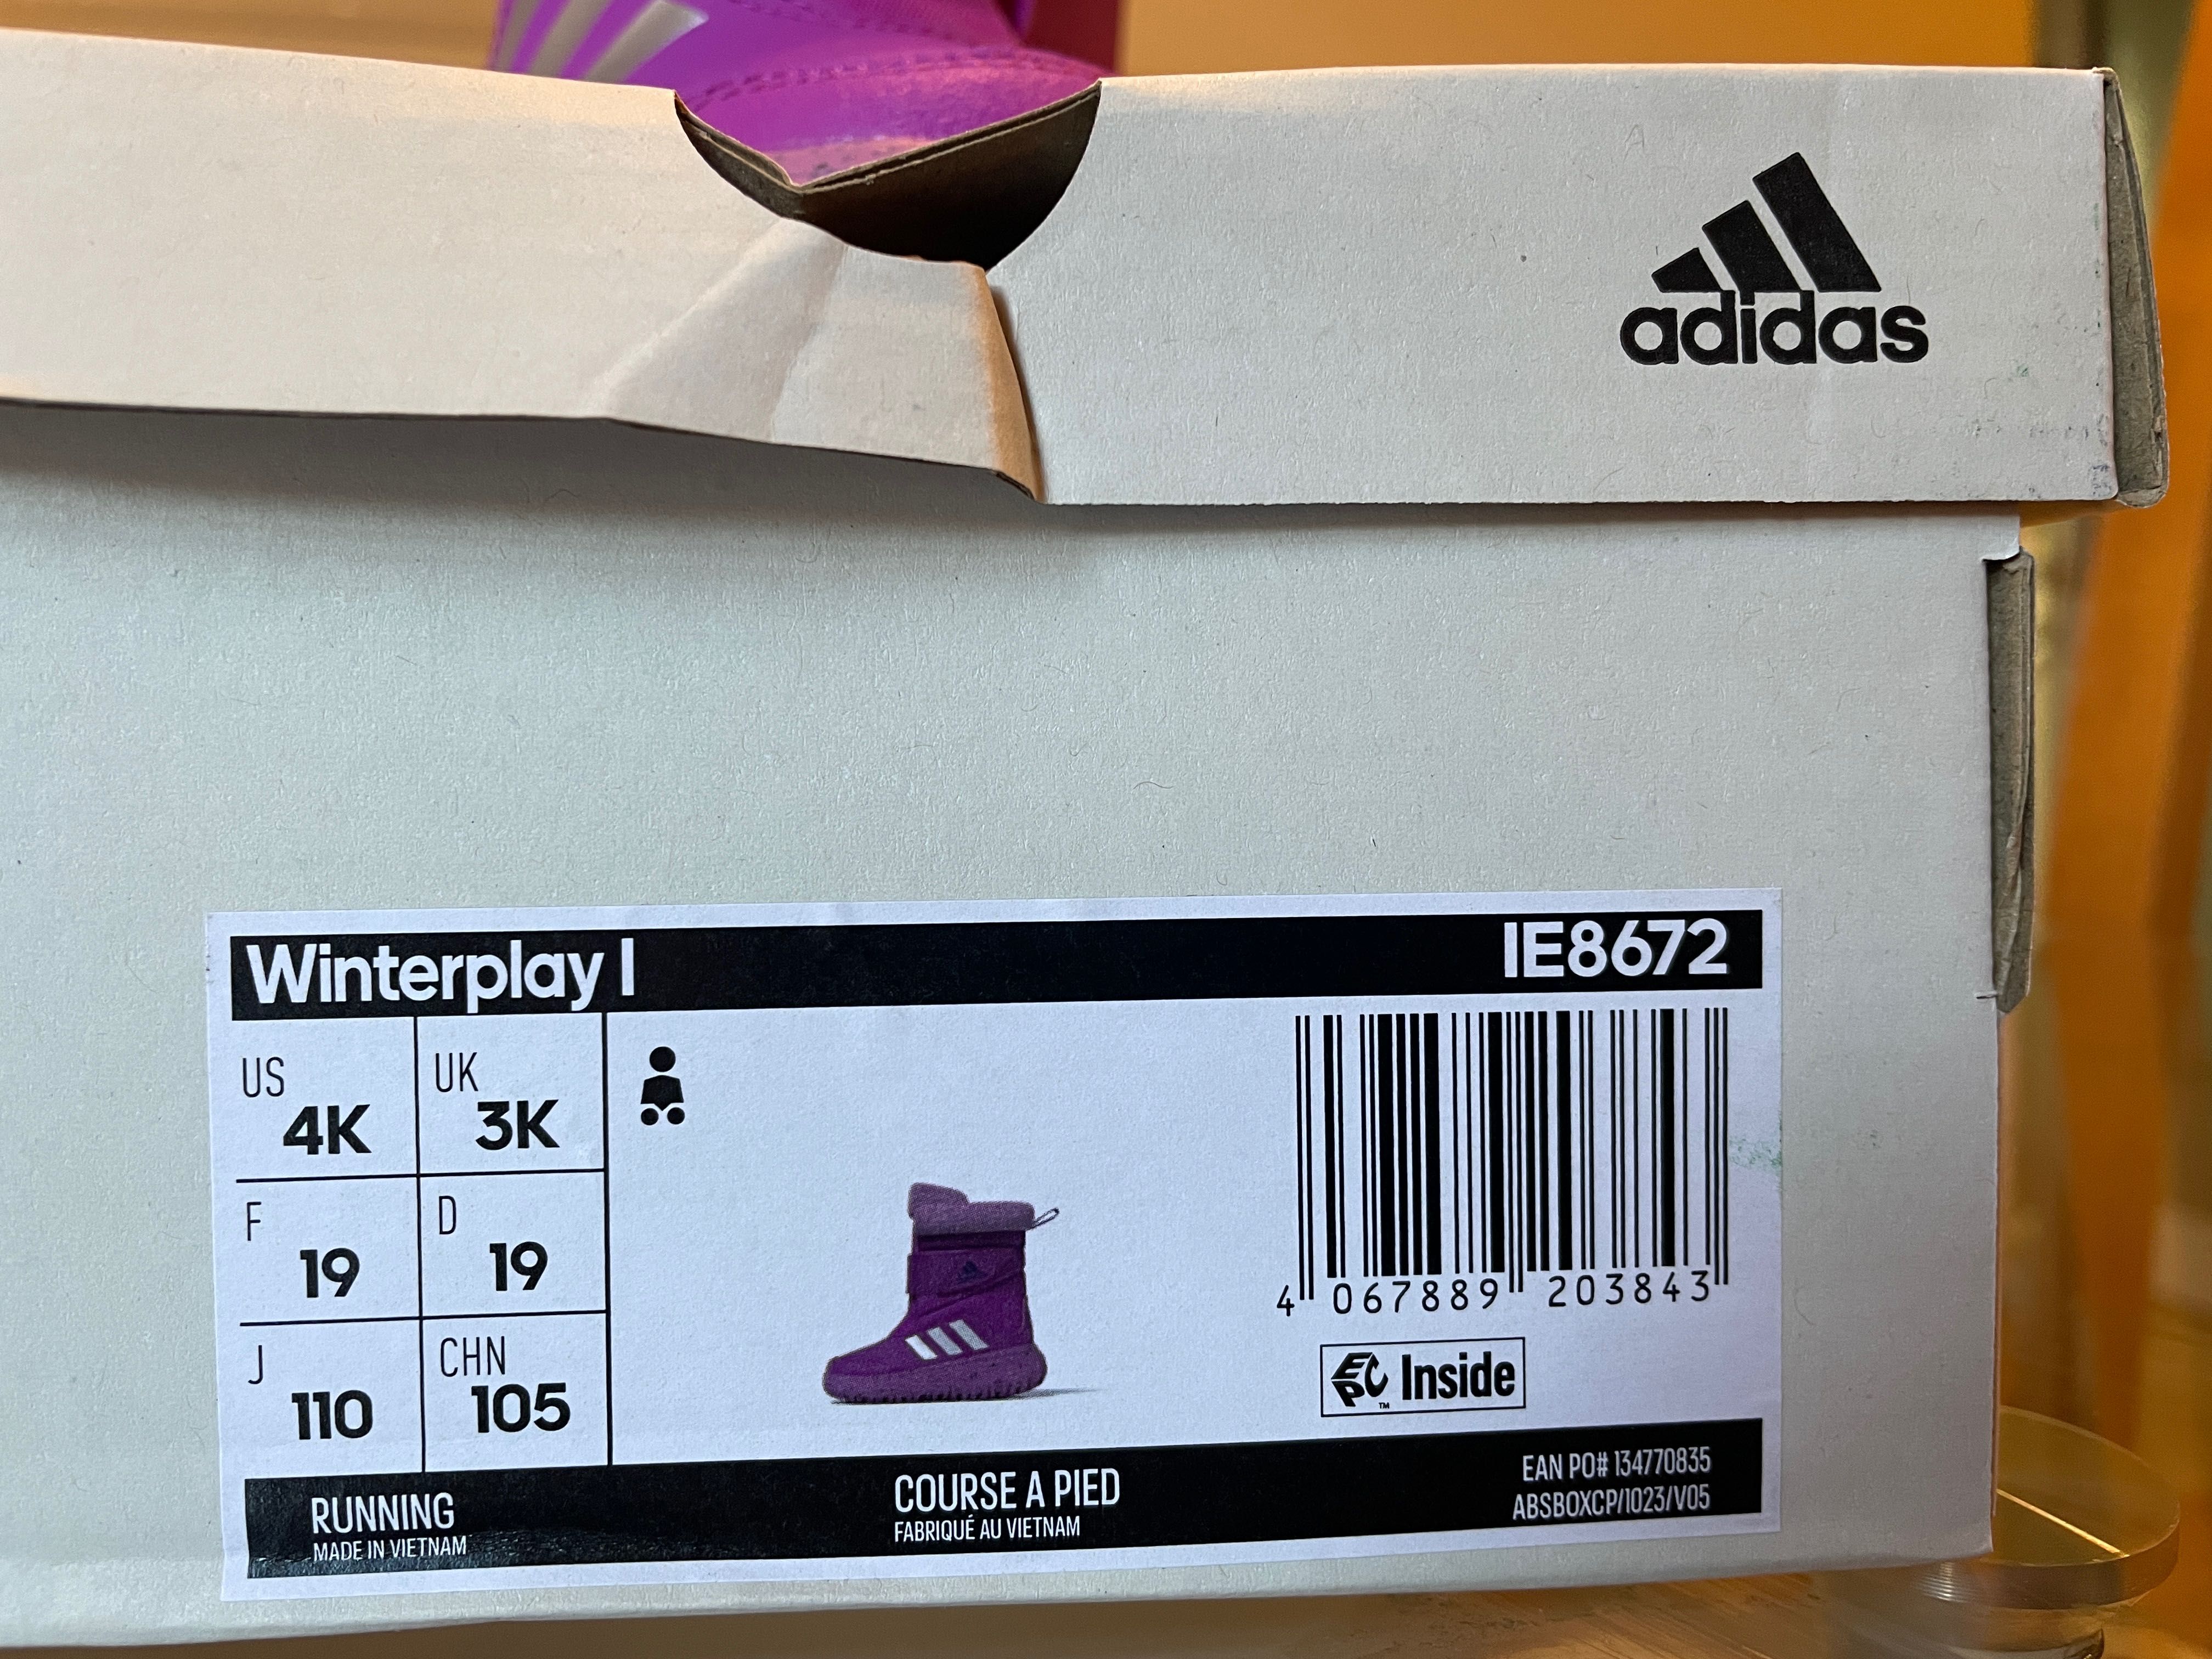 adidas
Winterplay I
IE8672
US
4K
UK
3K
F
19
D
19
J
110
CHN
105
4 067889 203843
EPC Inside
™
RUNNING
MADE IN VIETNAM
COURSE A PIED
FABRIQUÉ AU VIETNAM
EAN PO# 134770835
ABSBOXCP/1023/V05